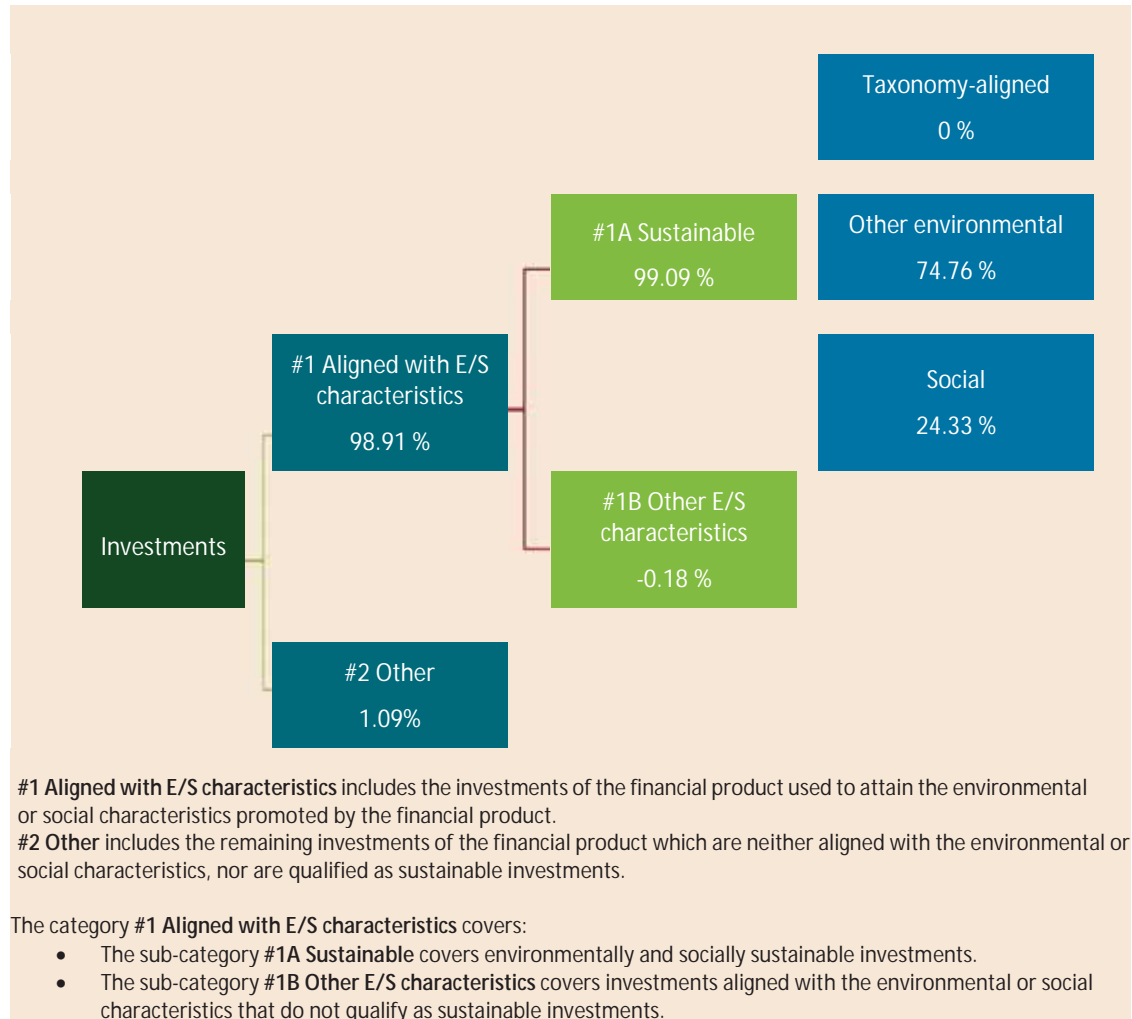 Taxonomy-aligned
0 %
#1A Sustainable
99.09 %
Other environmental
74.76 %
#1 Aligned with E/S
characteristics
98.91 %
Social
24.33 %
Investments
#1B Other E/S
characteristics
-0.18 %
#2 Other
1.09%
#1 Aligned with E/S characteristics includes the investments of the financial product used to attain the environmental
or social characteristics promoted by the financial product.
#2 Other includes the remaining investments of the financial product which are neither aligned with the environmental or
social characteristics, nor are qualified as sustainable investments.
The category #1 Aligned with E/S characteristics covers:
• The sub-category #1A Sustainable covers environmentally and socially sustainable investments.
• The sub-category #1B Other E/S characteristics covers investments aligned with the environmental or social
characteristics that do not qualify as sustainable investments.